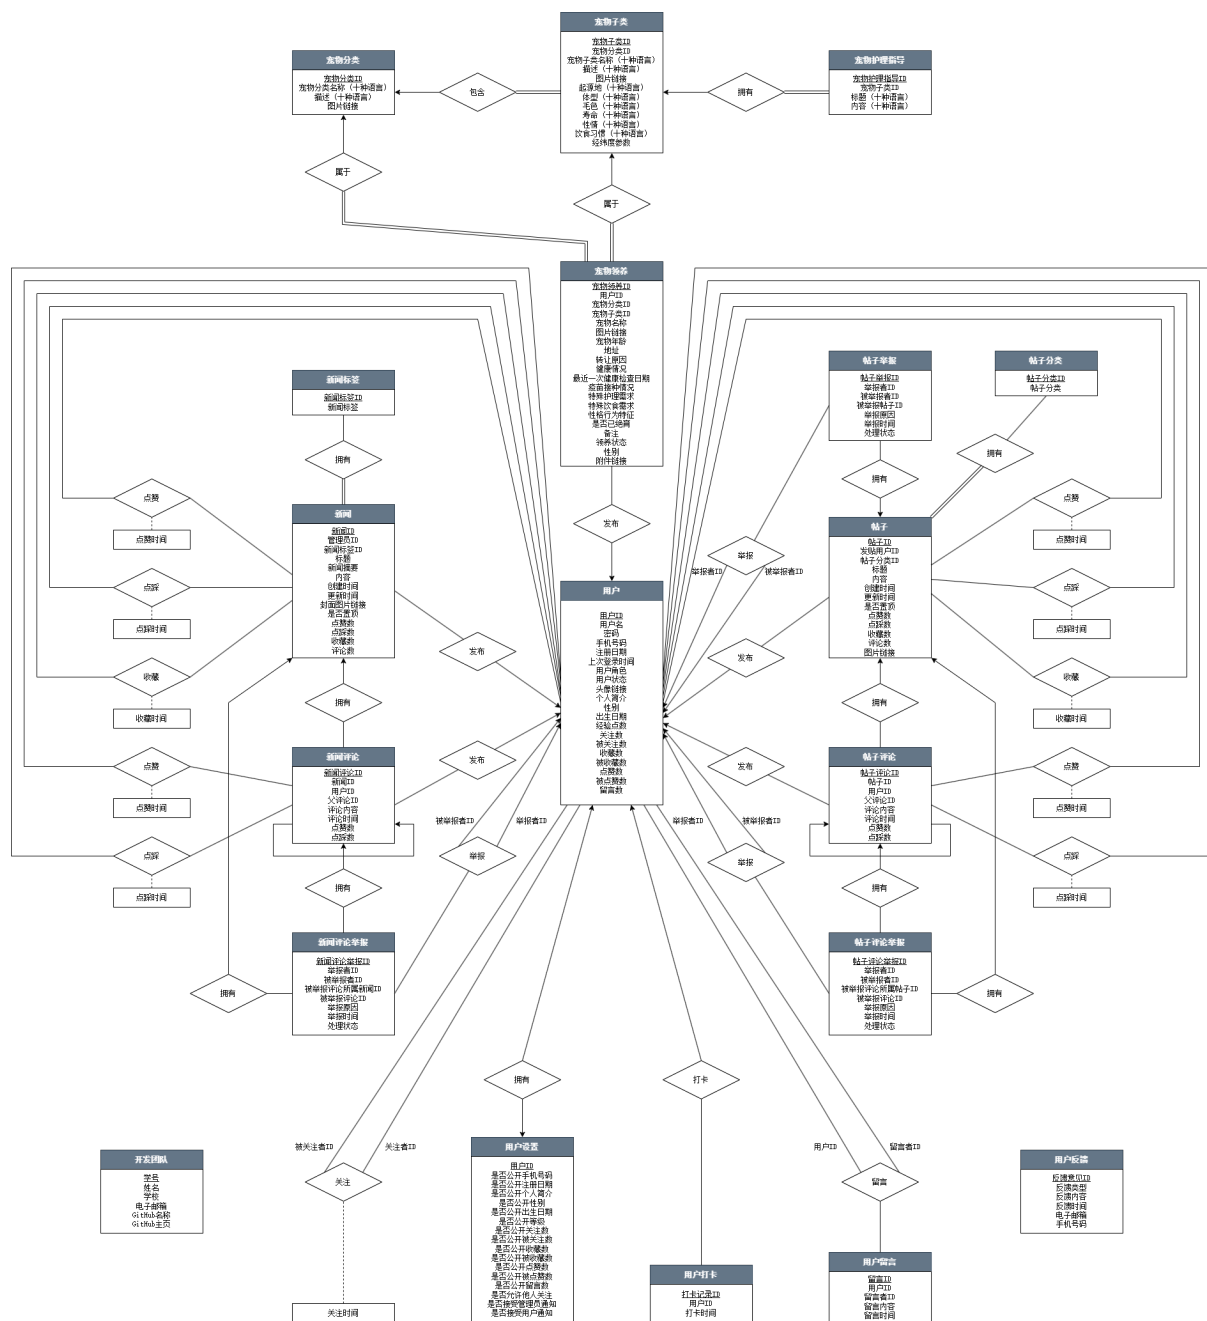 宠物子类
宠物子类ID
宠物分类ID
宠物子类名称（十种语言）
描述（十种语言）
图片链接
起源地（十种语言）
体型（十种语言）
毛色（十种语言）
寿命（十种语言）
性情（十种语言）
饮食习惯（十种语言）
经纬度参数
宠物分类
宠物分类ID
宠物分类名称（十种语言）
描述（十种语言）
图片链接
包含
拥有
宠物护理指导
宠物护理指导ID
宠物子类ID
标题（十种语言）
内容（十种语言）
属于
属于
宠物领养
宠物领养ID
用户ID
宠物分类ID
宠物子类ID
宠物名称
图片链接
宠物年龄
地址
转让原因
健康情况
最近一次健康检查日期
疫苗接种情况
特殊护理需求
特殊饮食需求
性格行为特征
是否已绝育
备注
领养状态
性别
附件链接
新闻标签
新闻标签ID
新闻标签
拥有
帖子举报
帖子举报ID
举报者ID
被举报者ID
被举报帖子ID
举报原因
举报时间
处理状态
帖子分类
帖子分类ID
帖子分类
拥有
拥有
点赞
点赞时间
点踩
点踩时间
收藏
收藏时间
新闻
新闻ID
管理员ID
新闻标签ID
标题
新闻摘要
内容
创建时间
更新时间
封面图片链接
是否置顶
点赞数
点踩数
收藏数
评论数
发布
发布
举报
举报者ID
被举报者ID
发布
帖子
帖子ID
发贴用户ID
帖子分类ID
标题
内容
创建时间
更新时间
是否置顶
点赞数
点踩数
收藏数
评论数
图片链接
点赞
点赞时间
点踩
点踩时间
收藏
收藏时间
用户
用户ID
用户名
密码
手机号码
注册日期
上次登录时间
用户角色
用户状态
头像链接
个人简介
性别
出生日期
经验点数
关注数
被关注数
收藏数
被收藏数
点赞数
被点赞数
留言数
拥有
拥有
点赞
点赞时间
点踩
点踩时间
新闻评论
新闻评论ID
新闻ID
用户ID
父评论ID
评论内容
评论时间
点赞数
点踩数
发布
发布
帖子评论
帖子评论ID
帖子ID
用户ID
父评论ID
评论内容
评论时间
点赞数
点踩数
点赞
点赞时间
点踩
点踩时间
被举报者ID
举报者ID
举报
举报者ID
被举报者ID
举报
拥有
拥有
拥有
新闻评论举报
新闻评论举报ID
举报者ID
被举报者ID
被举报评论所属新闻ID
被举报评论ID
举报原因
举报时间
处理状态
帖子评论举报
帖子评论举报ID
举报者ID
被举报者ID
被举报评论所属帖子ID
被举报评论ID
举报原因
举报时间
处理状态
拥有
拥有
打卡
被关注者ID
关注者ID
关注
关注时间
用户ID
留言者ID
留言
开发团队
学号
姓名
学校
电子邮箱
GitHub名称
GitHub主页
用户设置
用户ID
是否公开手机号码
是否公开注册日期
是否公开个人简介
是否公开性别
是否公开出生日期
是否公开等级
是否公开关注数
是否公开被关注数
是否公开收藏数
是否公开被收藏数
是否公开点赞数
是否公开被点赞数
是否公开留言数
是否允许他人关注
是否接受管理员通知
是否接受用户通知
用户打卡
打卡记录ID
用户ID
打卡时间
用户留言
留言ID
用户ID
留言者ID
留言内容
留言时间
用户反馈
反馈意见ID
反馈类型
反馈内容
反馈时间
电子邮箱
手机号码